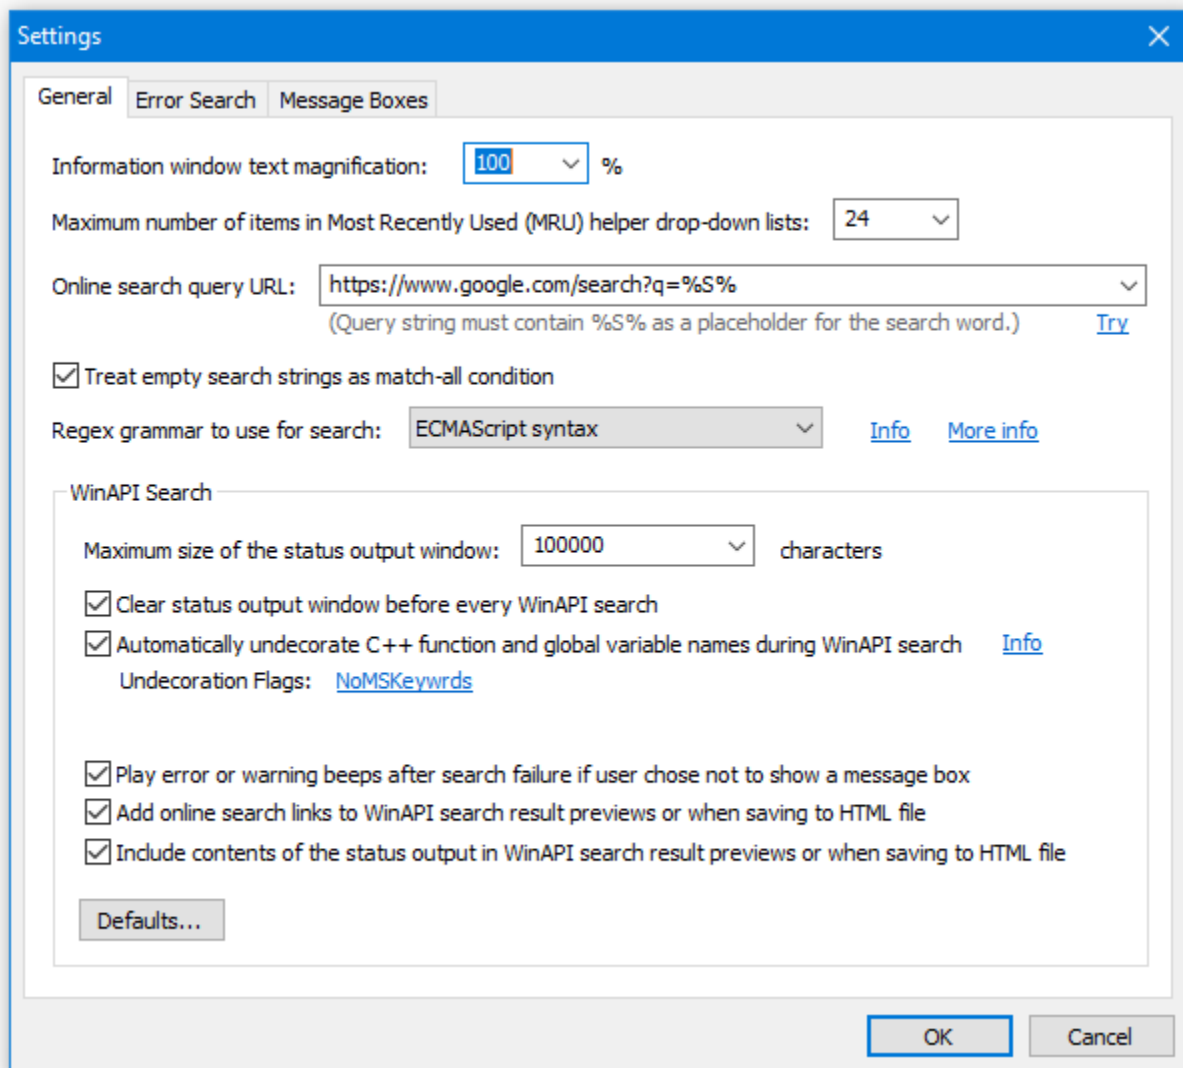 Settings
General Error Search Message Boxes
Information window text magnification: 100 %
Maximum number of items in Most Recently Used (MRU) helper drop-down lists: 24
Online search query URL: https://www.google.com/search?q=%S%
(Query string must contain %S% as a placeholder for the search word.) Try
Treat empty search strings as match-all condition
Regex grammar to use for search: ECMAScript syntax Info More info
WinAPI Search
Maximum size of the status output window: 100000 characters
Clear status output window before every WinAPI search
Automatically undecorate C++ function and global variable names during WinAPI search Info
Undecoration Flags: NoMSKeywrds
Play error or warning beeps after search failure if user chose not to show a message box
Add online search links to WinAPI search result previews or when saving to HTML file
Include contents of the status output in WinAPI search result previews or when saving to HTML file
Defaults...
OK Cancel